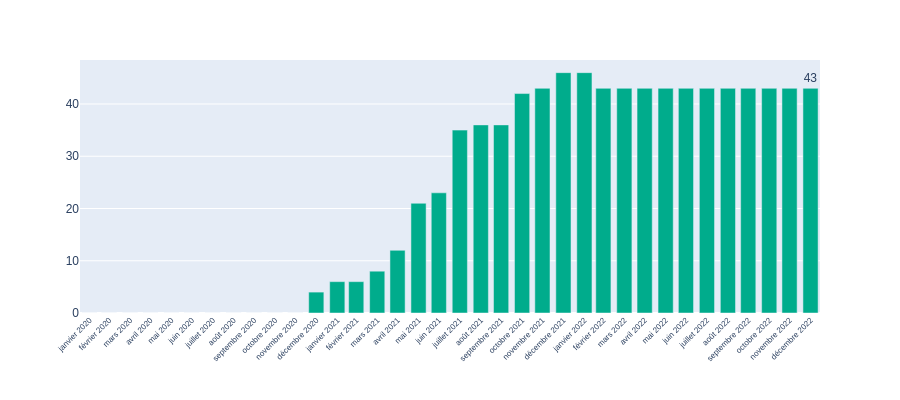 43
40
30
20
10
0
janvier 2020
février 2020
mars 2020
avril 2020
mai 2020
juin 2020
juillet 2020
août 2020
septembre 2020
octobre 2020
novembre 2020
décembre 2020
janvier 2021
février 2021
mars 2021
avril 2021
mai 2021
juin 2021
juillet 2021
août 2021
septembre 2021
octobre 2021
novembre 2021
décembre 2021
janvier 2022
février 2022
mars 2022
avril 2022
mai 2022
juin 2022
juillet 2022
août 2022
septembre 2022
octobre 2022
novembre 2022
décembre 2022